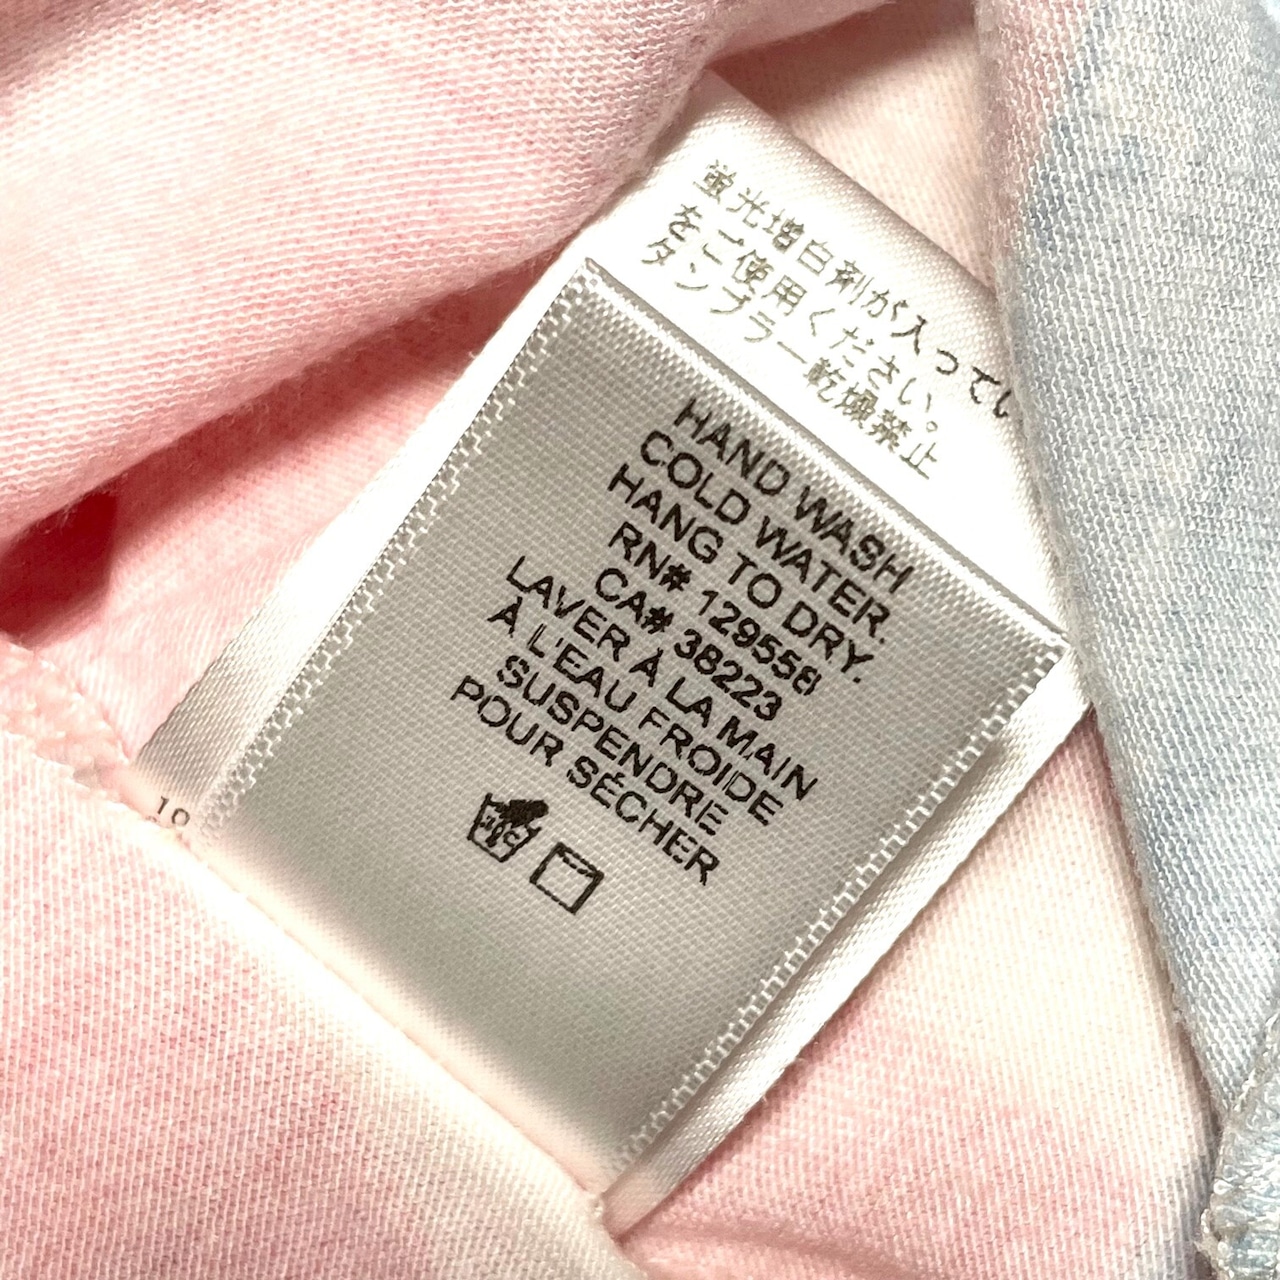 蛍光増白剤が入ってい
をご使用ください。
タンブラー乾燥禁止
HAND WASH
COLD WATER.
HANG TO DRY.
RN# 129558
CA# 38223
LAVER À LA MAIN
À L'EAU FROIDE
SUSPENDRE
POUR SÉCHER